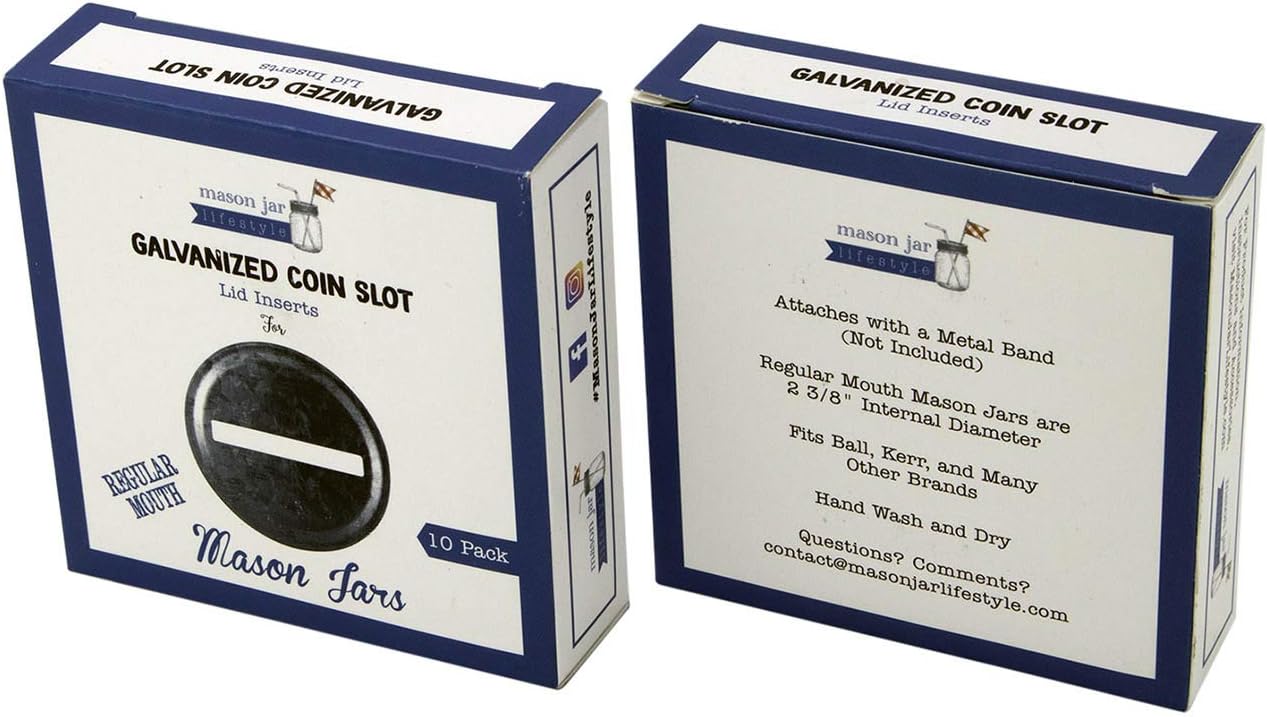 GALVANIZED COIN SLOT
Lid Inserts
mason jar
lifestyle
GALVANIZED COIN SLOT
Lid Inserts
For
REGULAR
MOUTH
10 Pack
Mason Jars
#MasonJarLifestyle
mason jar
lifestyle
GALVANIZED COIN SLOT
Lid Inserts
mason jar
lifestyle
Attaches with a Metal Band
(Not Included)
Regular Mouth Mason Jars are
2 3/8" Internal Diameter
Fits Ball, Kerr, and Many
Other Brands
Hand Wash and Dry
Questions? Comments?
contact@masonjarlifestyle.com